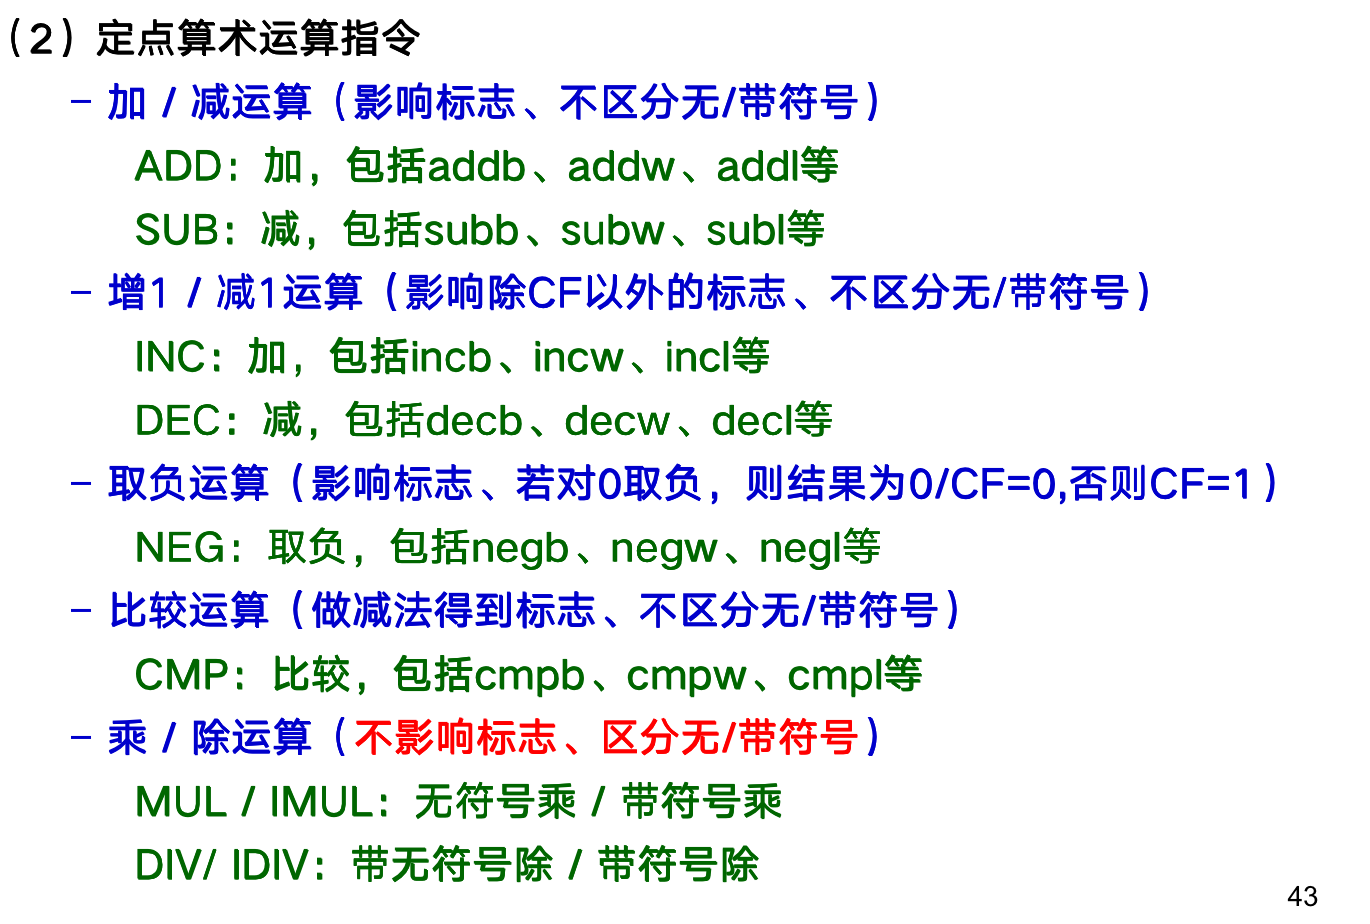 （2）定点算术运算指令
– 加 / 减运算（影响标志、不区分无/带符号）
ADD：加，包括addb、addw、addl等
SUB：减，包括subb、subw、subl等
– 增1 / 减1运算（影响除CF以外的标志、不区分无/带符号）
INC：加，包括incb、incw、incl等
DEC：减，包括decb、decw、decl等
– 取负运算（影响标志、若对0取负，则结果为0/CF=0,否则CF=1）
NEG：取负，包括negb、negw、negl等
– 比较运算（做减法得到标志、不区分无/带符号）
CMP：比较，包括cmpb、cmpw、cmpl等
– 乘 / 除运算（不影响标志、区分无/带符号）
MUL / IMUL：无符号乘 / 带符号乘
DIV/ IDIV：带无符号除 / 带符号除
43